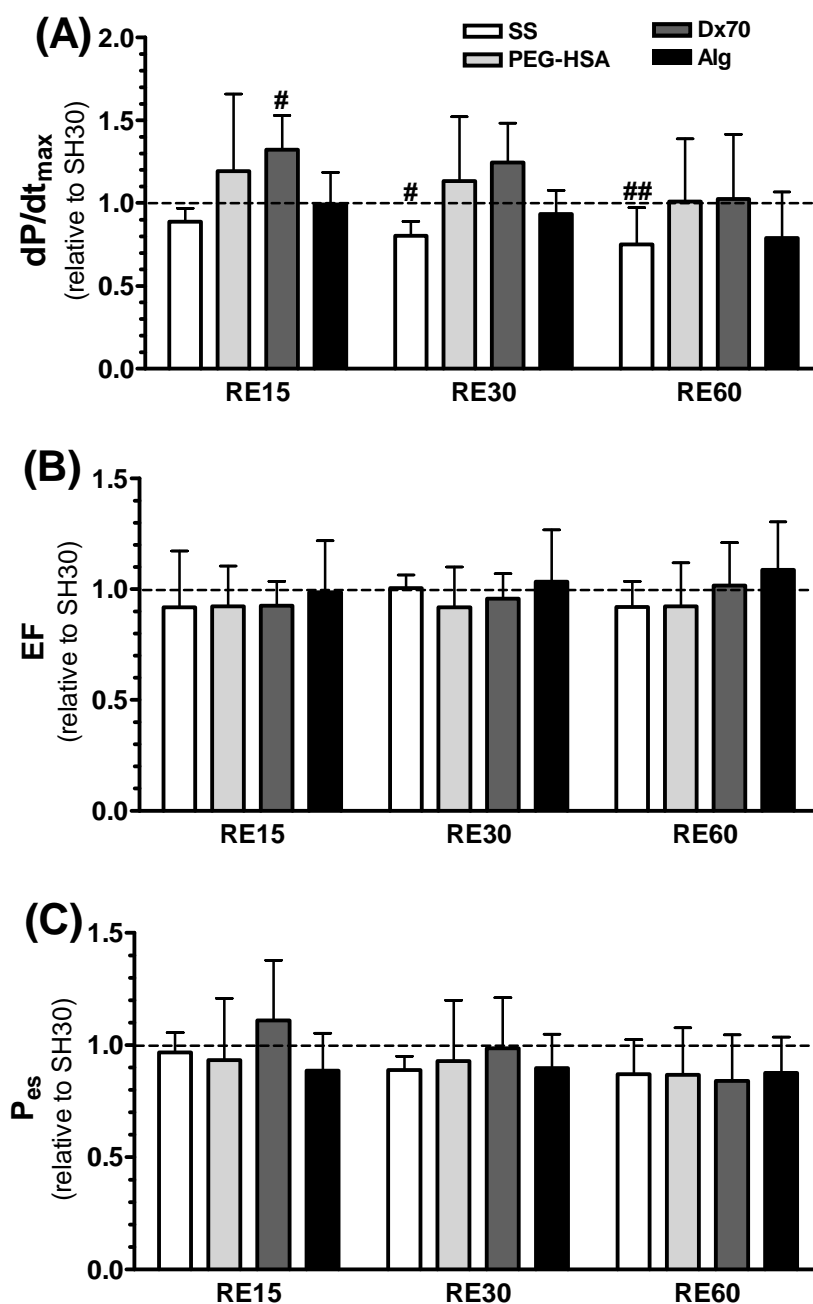 (A)
SS
Dx70
PEG-HSA
Alg
2.0
1.5
1.0
0.5
0.0
dP/dtmax
(relative to SH30)
#
#
##
RE15 RE30 RE60
(B)
1.5
1.0
0.5
0.0
EF
(relative to SH30)
RE15 RE30 RE60
(C)
1.5
1.0
0.5
0.0
Pes
(relative to SH30)
RE15 RE30 RE60